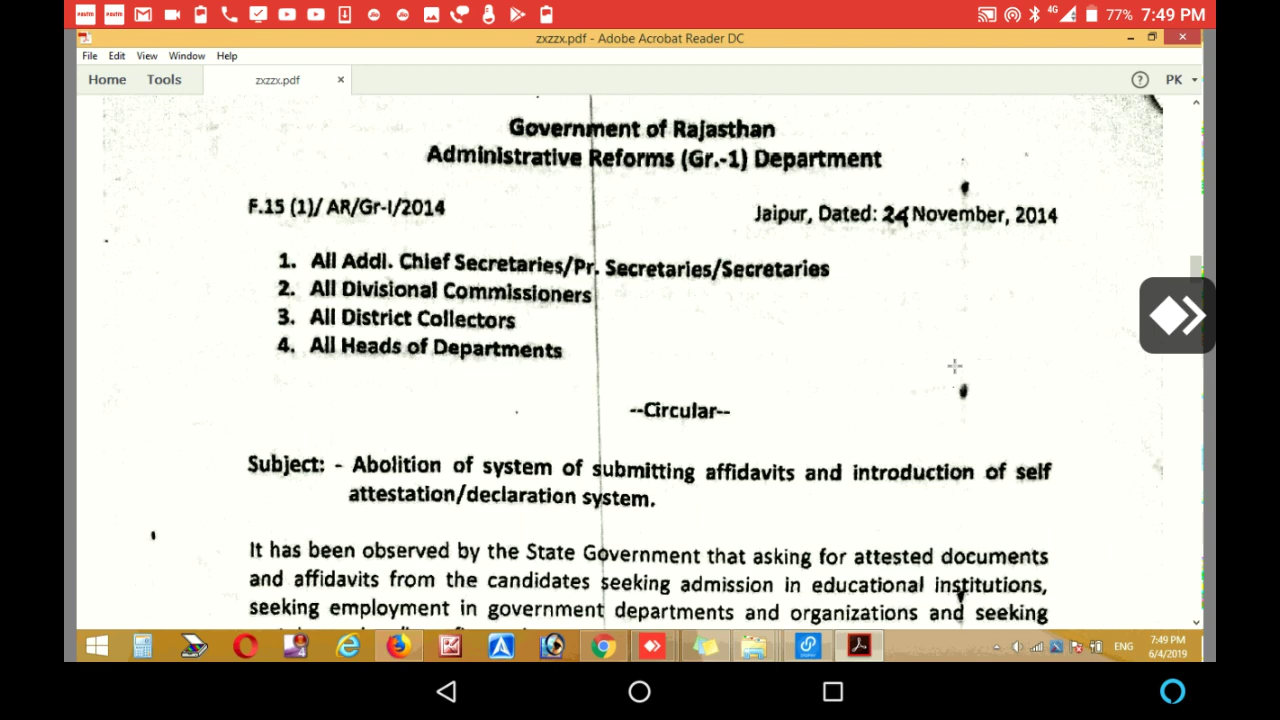 paytm paytm jio jio 4G 77% 7:49 PM
zxzzx.pdf - Adobe Acrobat Reader DC
File Edit View Window Help
Home Tools zxzzx.pdf × ? PK
Government of Rajasthan
Administrative Reforms (Gr.-1) Department
F.15 (1)/ AR/Gr-I/2014
Jaipur, Dated: 24 November, 2014
1. All Addl. Chief Secretaries/Pr. Secretaries/Secretaries
2. All Divisional Commissioners
3. All District Collectors
4. All Heads of Departments
--Circular--
Subject: - Abolition of system of submitting affidavits and introduction of self
attestation/declaration system.
It has been observed by the State Government that asking for attested documents
and affidavits from the candidates seeking admission in educational institutions,
seeking employment in government departments and organizations and seeking
ENG 7:49 PM
6/4/2019